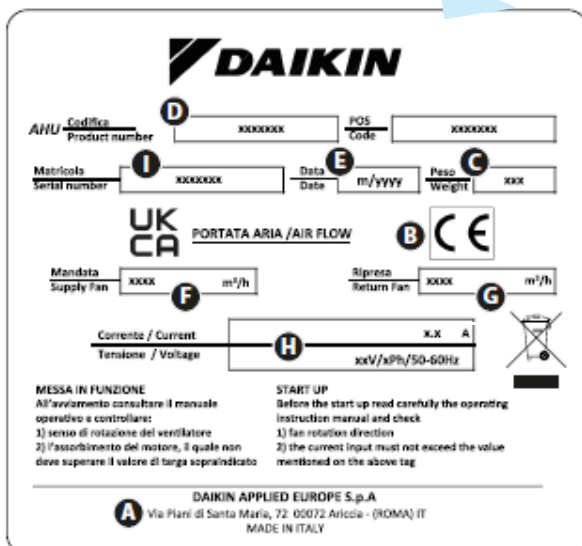 DAIKIN
D
AHU Codifica xxxxxxx POS xxxxxxx
Product number Code
I E C
Matricola xxxxxxx Data m/yyyy Peso xxx
Serial number Date Weight
UK
CA
PORTATA ARIA /AIR FLOW
B CE
Mandata xxxx m³/h Ripresa xxxx m³/h
Supply Fan Return Fan
F G
Corrente / Current x.x A
H
Tensione / Voltage xxV/xPh/50-60Hz
MESSA IN FUNZIONE
All'avviamento consultare il manuale
operativo e controllare:
1) senso di rotazione del ventilatore
2) l'assorbimento del motore, il quale non
deve superare il valore di targa sopraindicato
START UP
Before the start up read carefully the operating
instruction manual and check
1) fan rotation direction
2) the current input must not exceed the value
mentioned on the above tag
DAIKIN APPLIED EUROPE S.p.A
A Via Piani di Santa Maria, 72 00072 Ariccia - (ROMA) IT
MADE IN ITALY